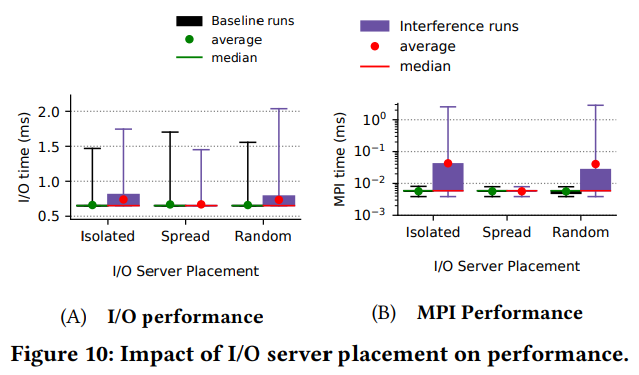 Baseline runs
average
median
Interference runs
average
median
I/O time (ms)
2.0
1.5
1.0
0.5
Isolated Spread Random
I/O Server Placement
MPI time (ms)
10^0
10^-1
10^-2
10^-3
Isolated Spread Random
I/O Server Placement
(A) I/O performance
(B) MPI Performance
Figure 10: Impact of I/O server placement on performance.